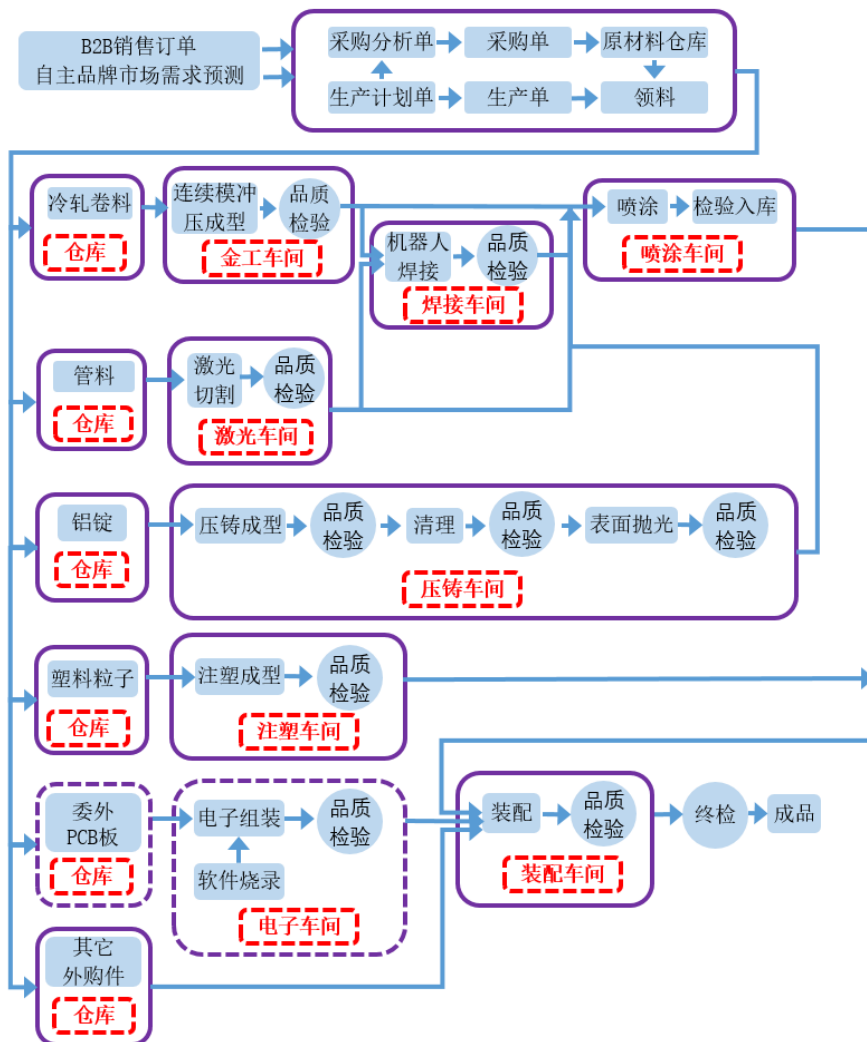 B2B销售订单
自主品牌市场需求预测
采购分析单
采购单
原材料仓库
生产计划单
生产单
领料
冷轧卷料
仓库
连续模冲
压成型
品质
检验
金工车间
机器人
焊接
品质
检验
焊接车间
喷涂
检验入库
喷涂车间
管料
仓库
激光
切割
品质
检验
激光车间
铝锭
仓库
压铸成型
品质
检验
清理
品质
检验
表面抛光
品质
检验
压铸车间
塑料粒子
仓库
注塑成型
品质
检验
注塑车间
委外
PCB板
仓库
电子组装
品质
检验
软件烧录
电子车间
装配
品质
检验
装配车间
终检
成品
其它
外购件
仓库